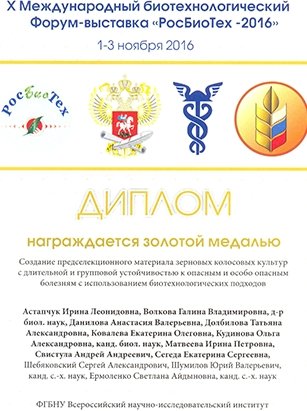 X Международный биотехнологический
Форум-выставка «РосБиоТех -2016»
1-3 ноября 2016
РосБиоТех
ДИПЛОМ
награждается золотой медалью
Создание предселекционного материала зерновых колосовых культур
с длительной и групповой устойчивостью к опасным и особо опасным
болезням с использованием биотехнологических подходов
Астапчук Ирина Леонидовна, Волкова Галина Владимировна, д-р
биол. наук, Данилова Анастасия Валерьевна, Долбилова Татьяна
Александровна, Ковалева Екатерина Олеговна, Кудинова Ольга
Александровна, канд. биол. наук, Матвеева Ирина Петровна,
Свистула Андрей Андреевич, Сегеда Екатерина Сергеевна,
Шебяховский Сергей Александрович, Шумилов Юрий Валерьевич,
канд. с.-х. наук, Ермоленко Светлана Айдыновна, канд. с.-х. наук
ФГБНУ Всероссийский научно-исследовательский институт